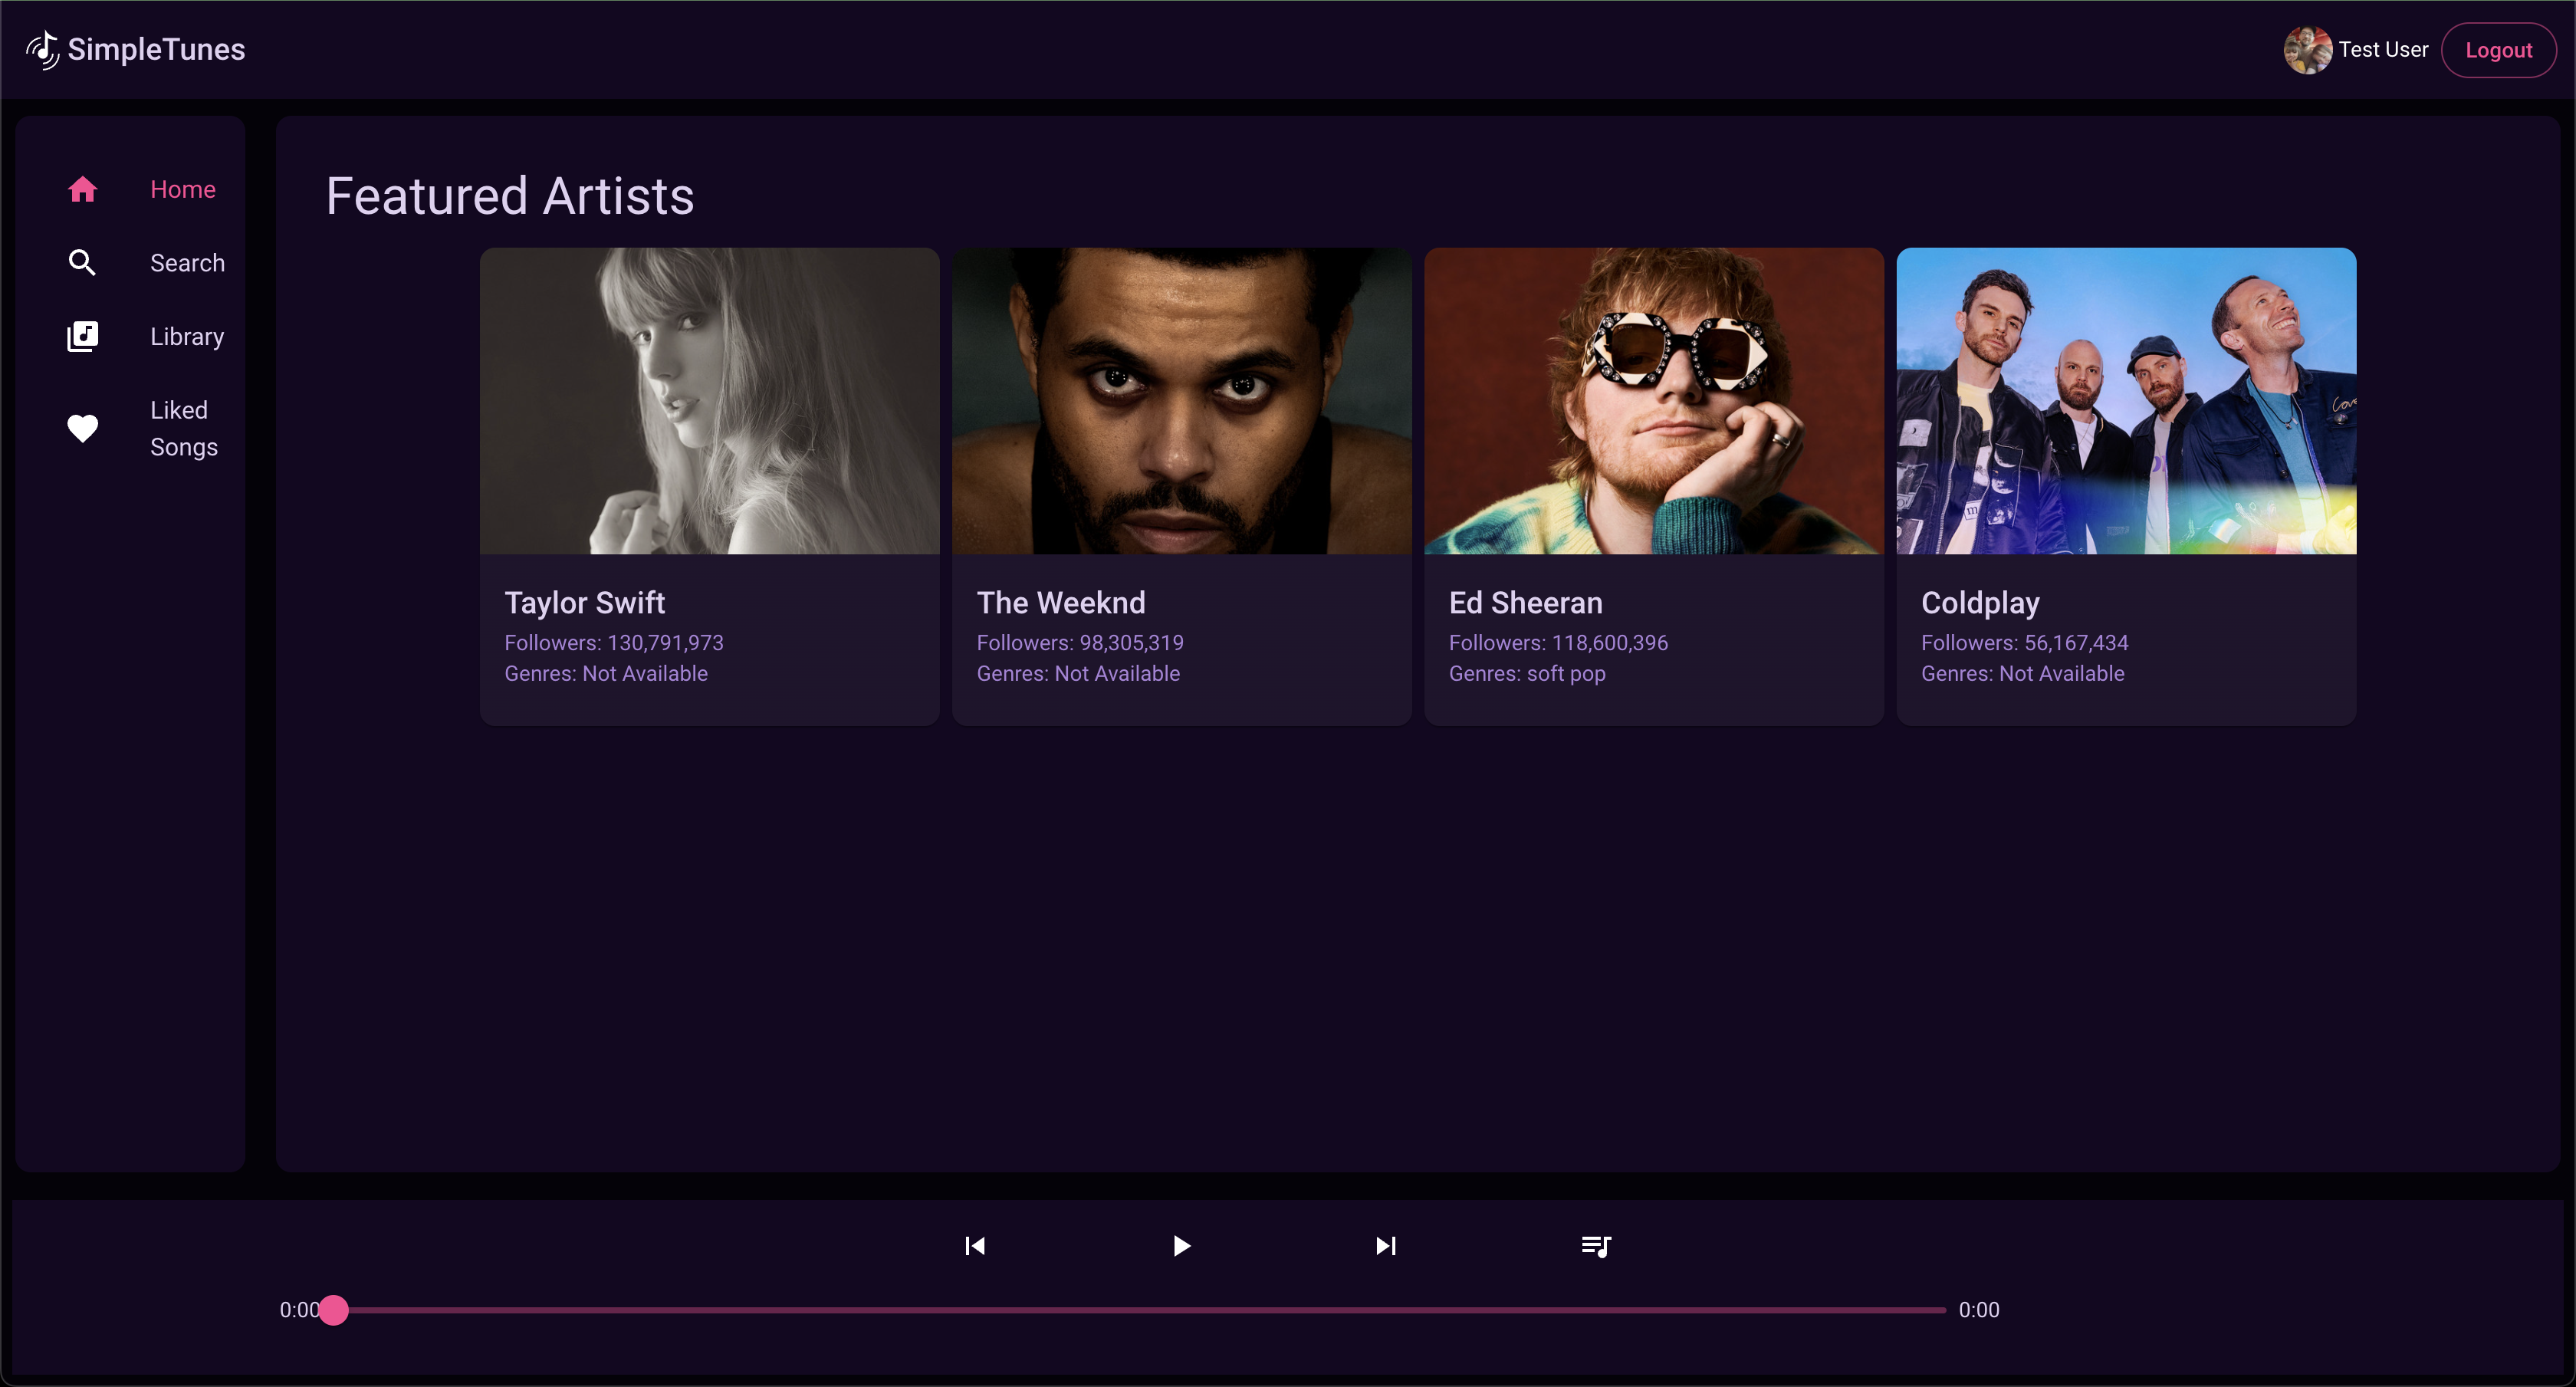 SimpleTunes
Test User
Logout
Home
Search
Library
Liked
Songs
Featured Artists
Taylor Swift
Followers: 130,791,973
Genres: Not Available
The Weeknd
Followers: 98,305,319
Genres: Not Available
Ed Sheeran
Followers: 118,600,396
Genres: soft pop
Coldplay
Followers: 56,167,434
Genres: Not Available
0:00
0:00